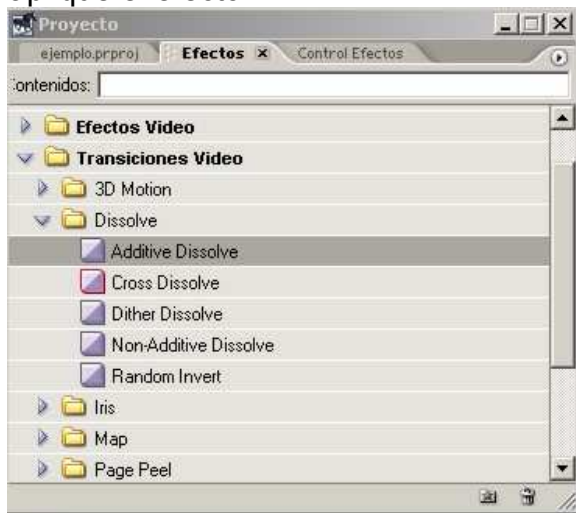 Proyecto
ejemplo.prproj Efectos Control Efectos
ontenidos:
Efectos Video
Transiciones Video
3D Motion
Dissolve
Additive Dissolve
Cross Dissolve
Dither Dissolve
Non-Additive Dissolve
Random Invert
Iris
Map
Page Peel